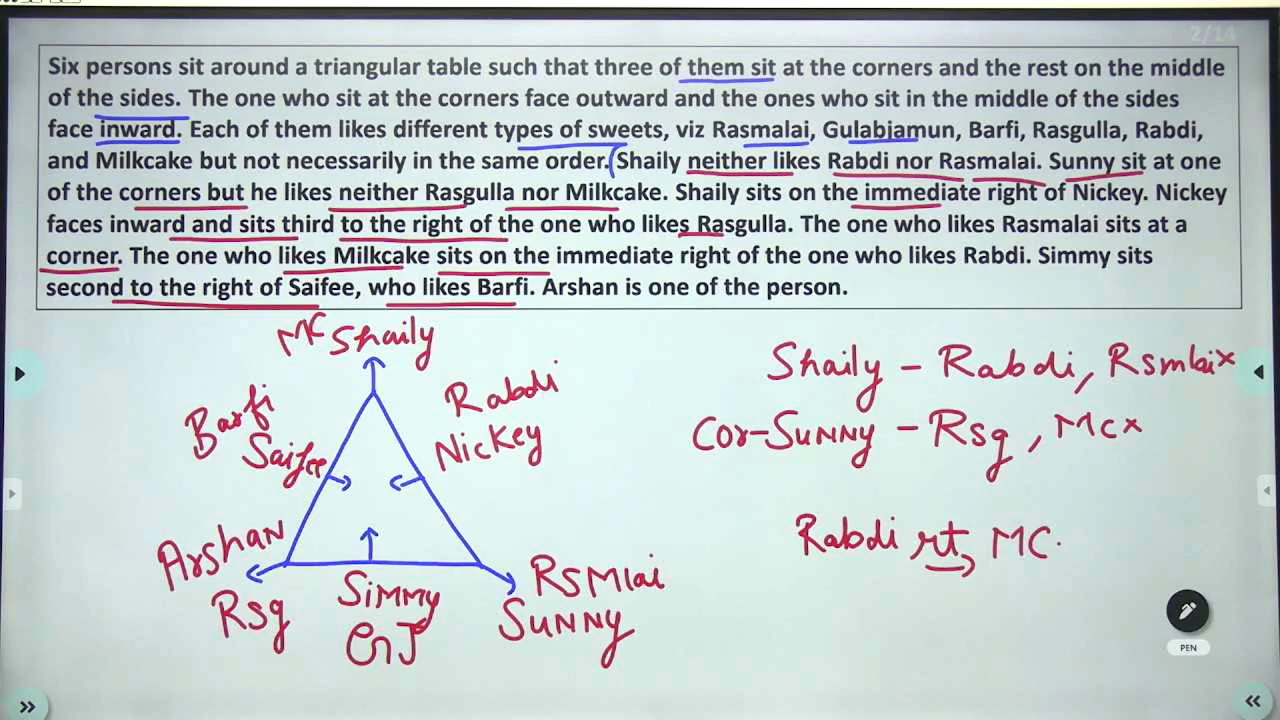 2/14
Six persons sit around a triangular table such that three of them sit at the corners and the rest on the middle
of the sides. The one who sit at the corners face outward and the ones who sit in the middle of the sides
face inward. Each of them likes different types of sweets, viz Rasmalai, Gulabjamun, Barfi, Rasgulla, Rabdi,
and Milkcake but not necessarily in the same order. Shaily neither likes Rabdi nor Rasmalai. Sunny sit at one
of the corners but he likes neither Rasgulla nor Milkcake. Shaily sits on the immediate right of Nickey. Nickey
faces inward and sits third to the right of the one who likes Rasgulla. The one who likes Rasmalai sits at a
corner. The one who likes Milkcake sits on the immediate right of the one who likes Rabdi. Simmy sits
second to the right of Saifee, who likes Barfi. Arshan is one of the person.
MC Shaily
Barfi
Saifee
Rabdi
Nickey
Arshan
Rsg
Simmy
GJ
RSMlai
Sunny
Shaily – Rabdi, Rsmlai×
Cor-Sunny – Rsg, Mc×
Rabdi rt MC
PEN